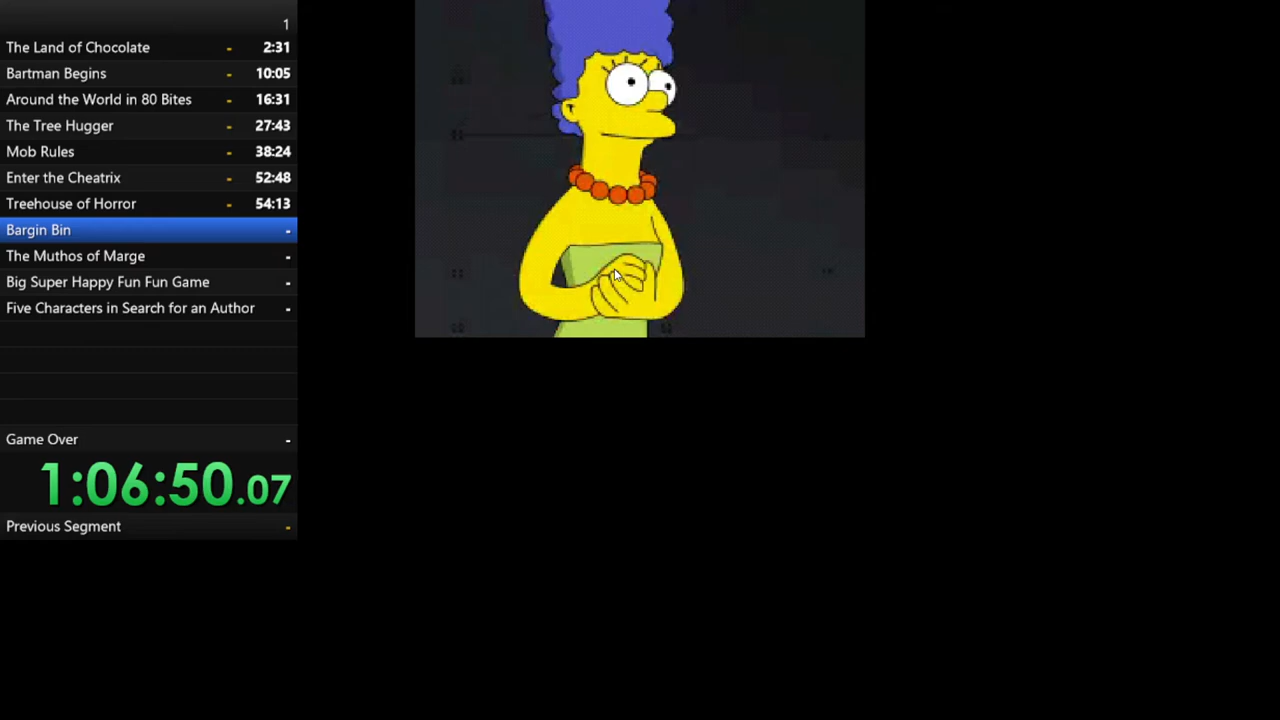 1
The Land of Chocolate - 2:31
Bartman Begins - 10:05
Around the World in 80 Bites - 16:31
The Tree Hugger - 27:43
Mob Rules - 38:24
Enter the Cheatrix - 52:48
Treehouse of Horror - 54:13
Bargin Bin -
The Muthos of Marge -
Big Super Happy Fun Fun Game -
Five Characters in Search for an Author -
Game Over -
1:06:50.07
Previous Segment -